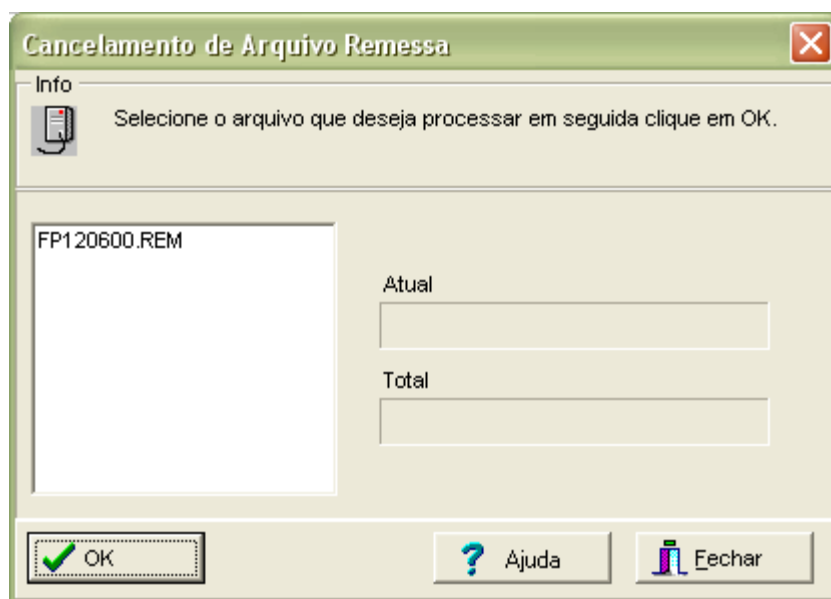 Cancelamento de Arquivo Remessa
Info
Selecione o arquivo que deseja processar em seguida clique em OK.
FP120600.REM
Atual
Total
OK
Ajuda
Fechar